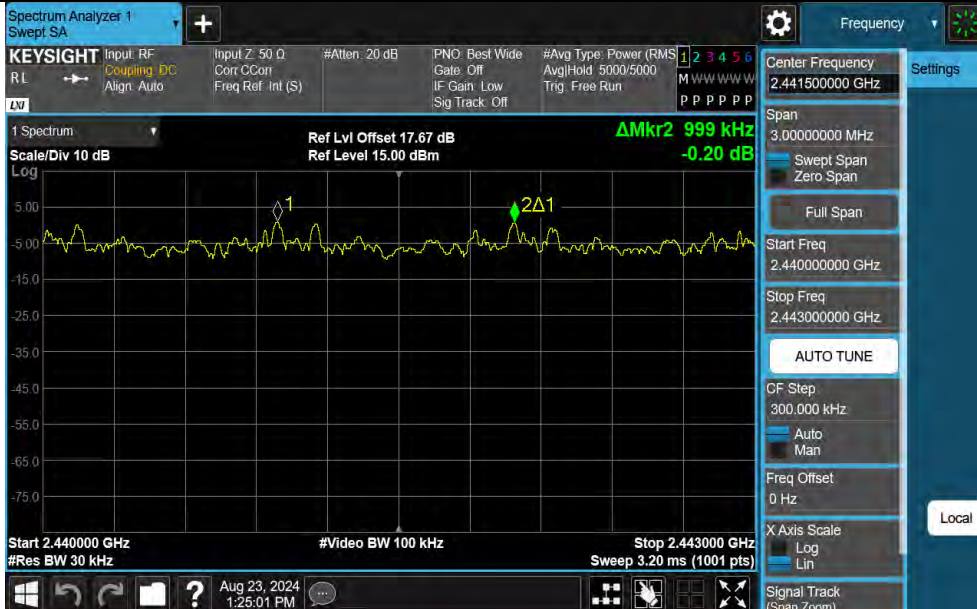 Spectrum Analyzer 1
Swept SA
+
Frequency
KEYSIGHT
RL
LXI
Input: RF
Coupling: DC
Align: Auto
Input Z: 50 Ω
Corr CCorr
Freq Ref: Int (S)
#Atten: 20 dB
PNO: Best Wide
Gate: Off
IF Gain: Low
Sig Track: Off
#Avg Type: Power (RMS
Avg|Hold: 5000/5000
Trig: Free Run
1 2 3 4 5 6
M W W W W W
P P P P P P
1 Spectrum
Scale/Div 10 dB
Log
Ref Lvl Offset 17.67 dB
Ref Level 15.00 dBm
ΔMkr2 999 kHz
-0.20 dB
1
2Δ1
5.00
-5.00
-15.0
-25.0
-35.0
-45.0
-55.0
-65.0
-75.0
Start 2.440000 GHz
#Res BW 30 kHz
#Video BW 100 kHz
Stop 2.443000 GHz
Sweep 3.20 ms (1001 pts)
Center Frequency
2.441500000 GHz
Span
3.00000000 MHz
Swept Span
Zero Span
Full Span
Start Freq
2.440000000 GHz
Stop Freq
2.443000000 GHz
AUTO TUNE
CF Step
300.000 kHz
Auto
Man
Freq Offset
0 Hz
X Axis Scale
Log
Lin
Signal Track
(Span Zoom)
Settings
Local
?
Aug 23, 2024
1:25:01 PM